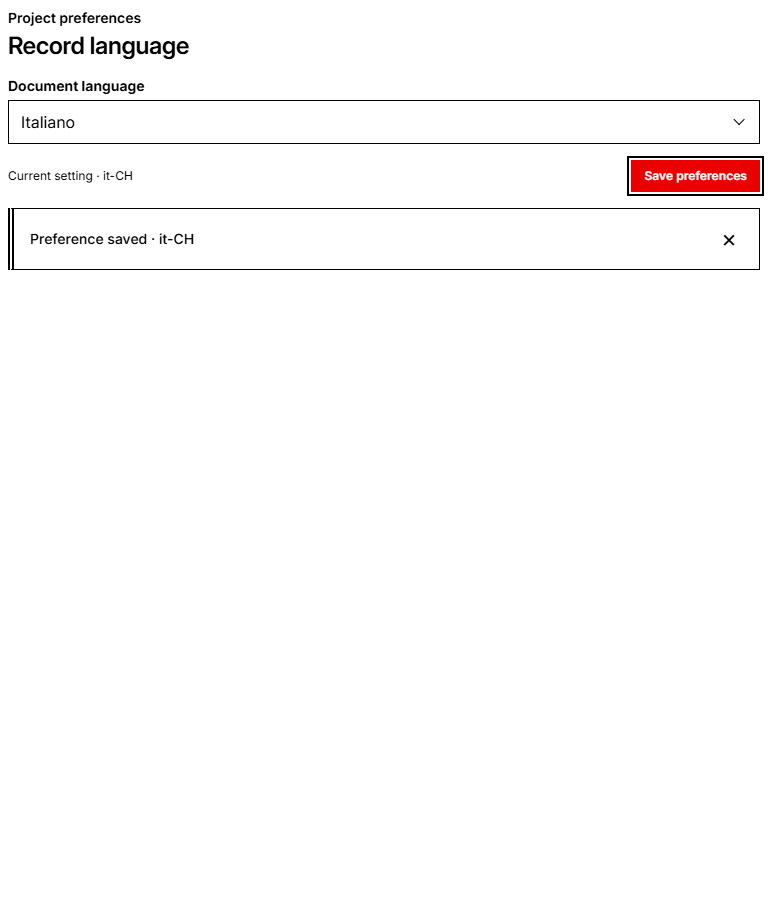 Project preferences
Record language
Document language
Italiano
Current setting · it-CH
Save preferences
Preference saved · it-CH